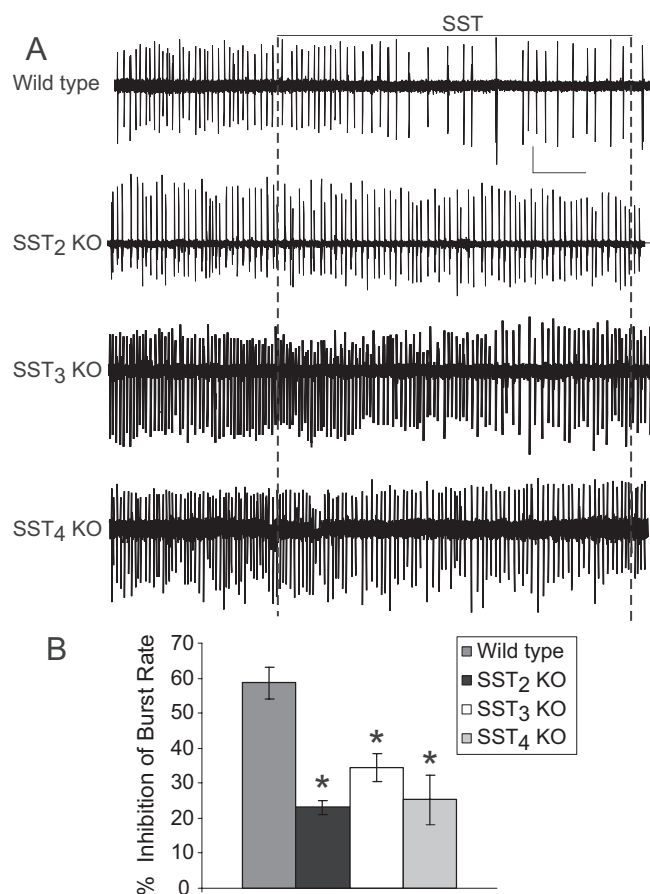 A
SST
Wild type
SST2 KO
SST3 KO
SST4 KO
B
% Inhibition of Burst Rate
70
60
50
40
30
20
10
0
*
*
*
Wild type
SST2 KO
SST3 KO
SST4 KO